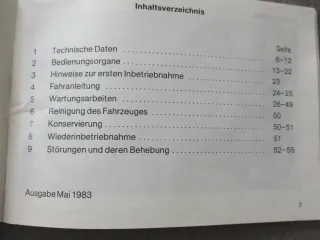 Inhaltsverzeichnis
Seite
1 Technische Daten 6–12
2 Bedienungsorgane 13–22
3 Hinweise zur ersten Inbetriebnahme 23
4 Fahranleitung 24–25
5 Wartungsarbeiten 26–49
6 Reinigung des Fahrzeuges 50
7 Konservierung 50–51
8 Wiederinbetriebnahme 51
9 Störungen und deren Behebung 52–55
Ausgabe Mai 1983
3